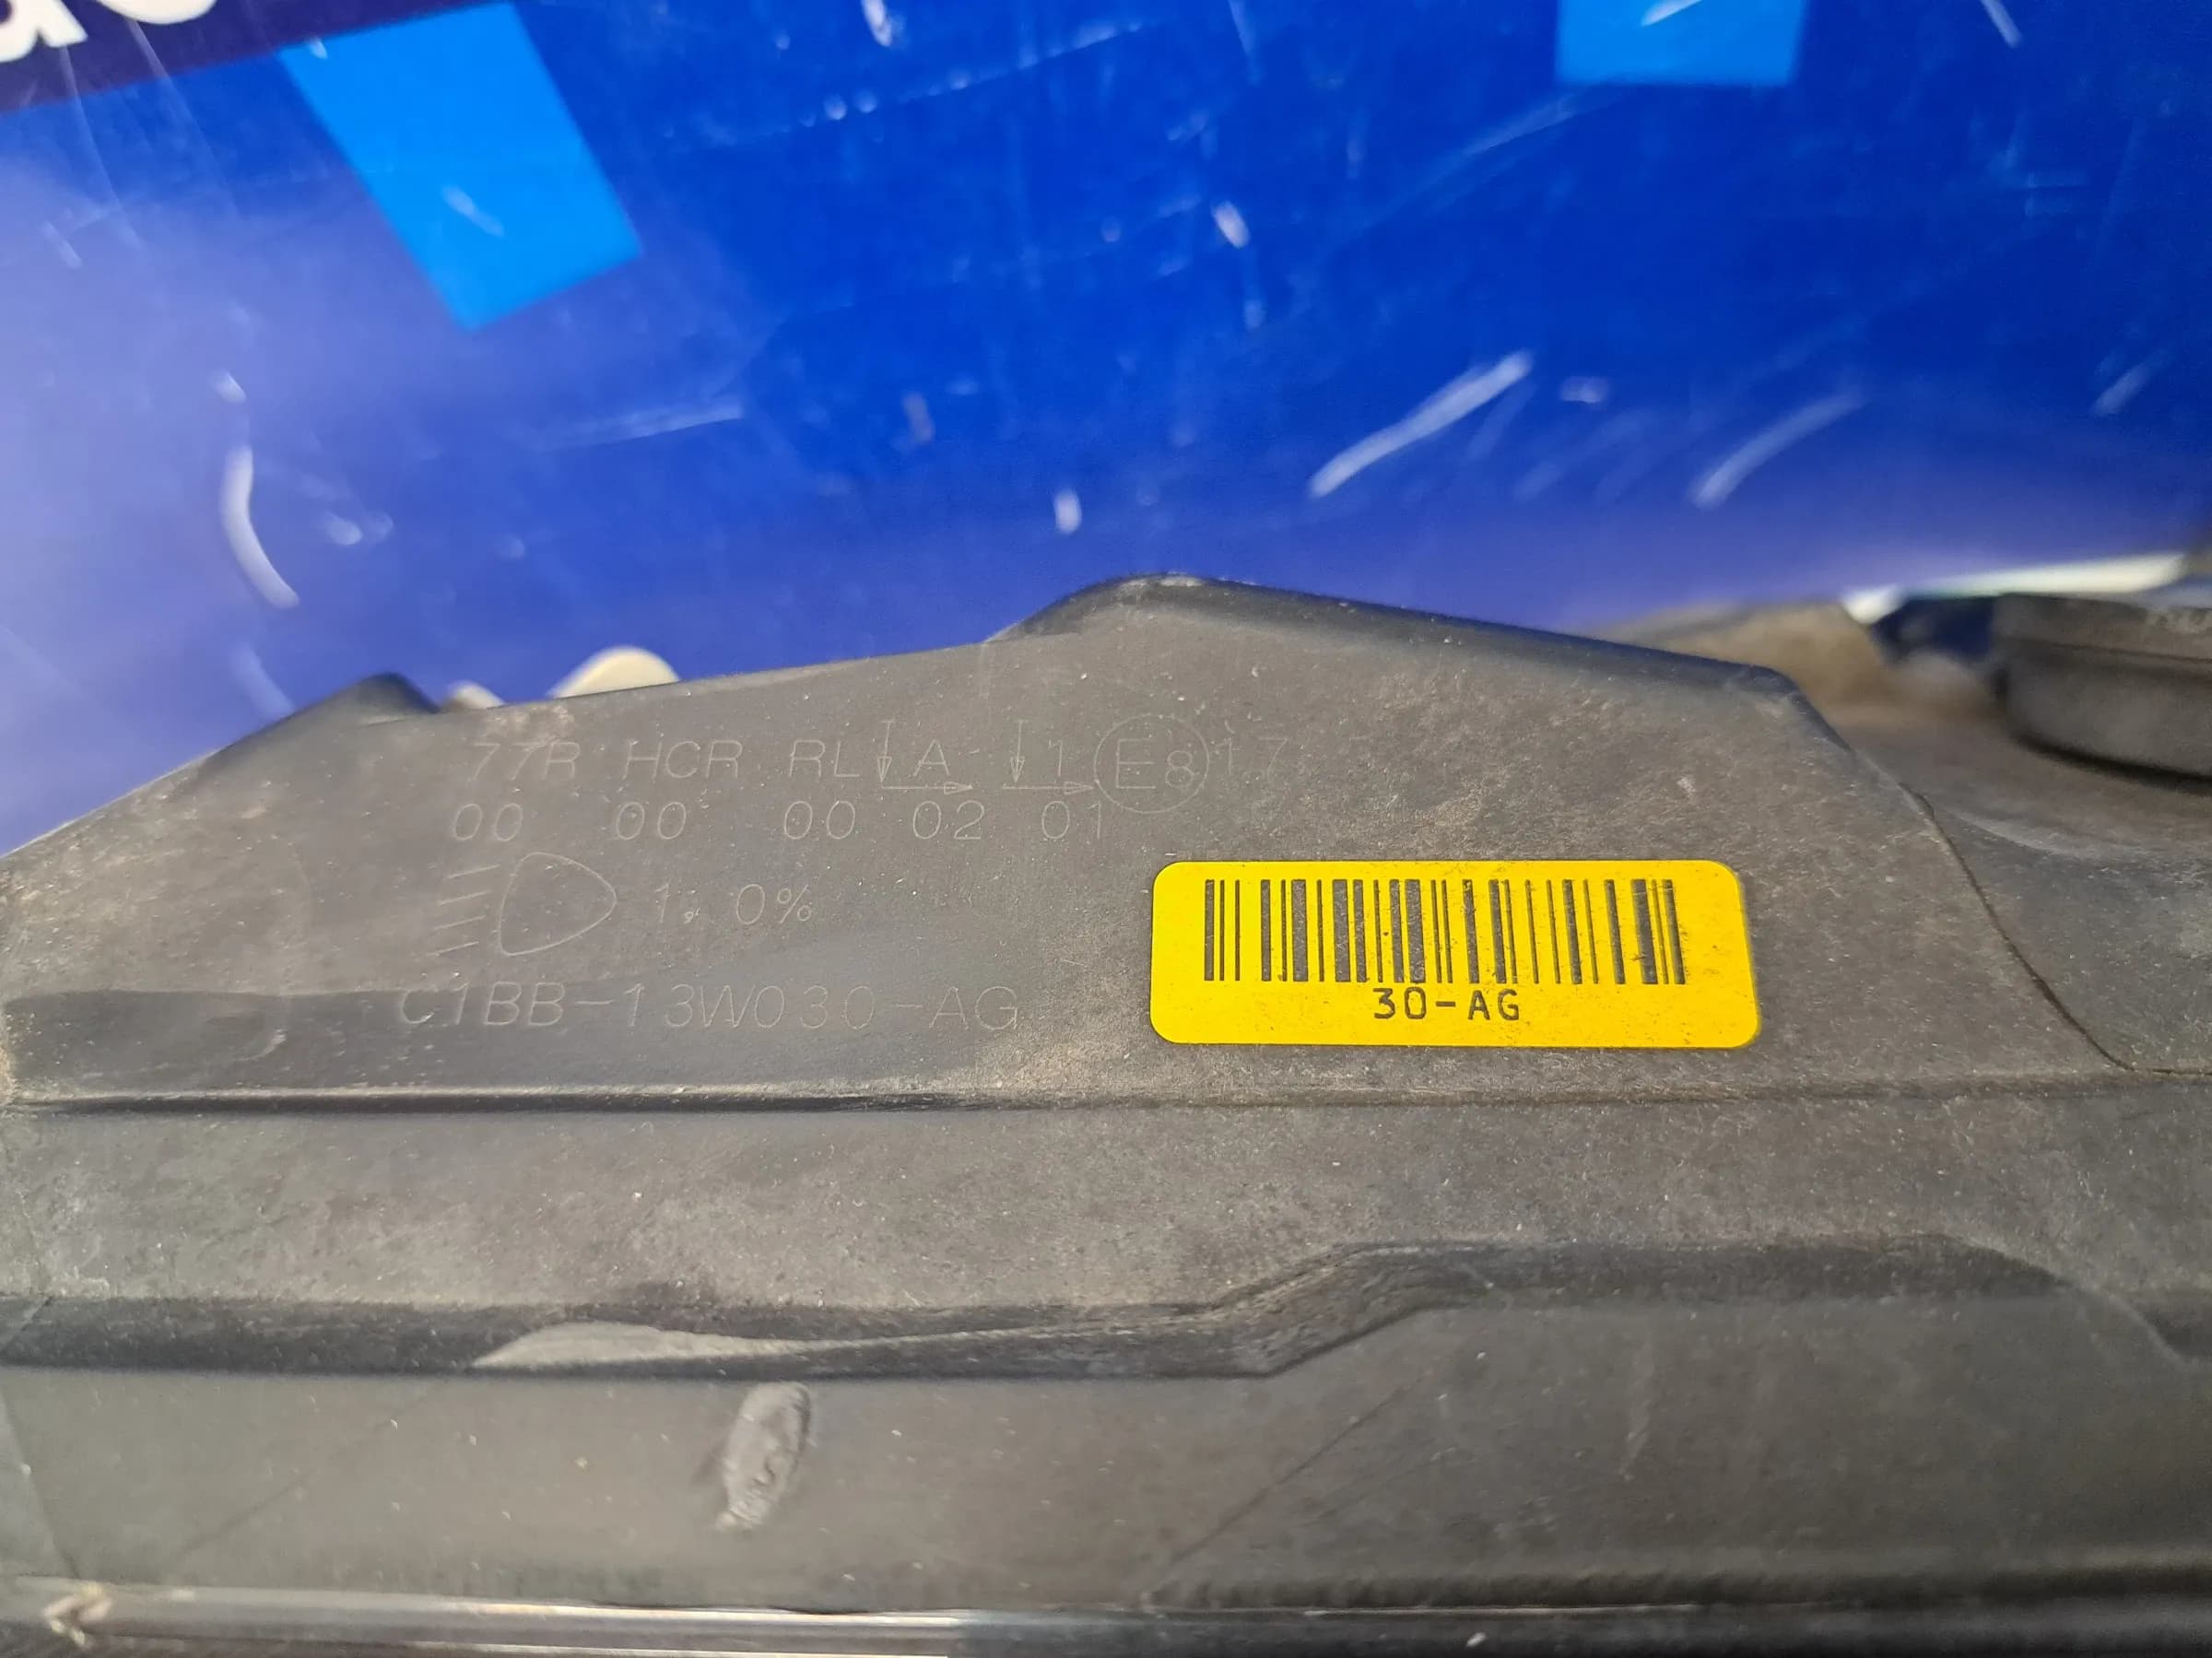 77R HCR RL A 1 E8 17
00 00 00 02 01
1.0%
C1BB-13W030-AG
30-AG